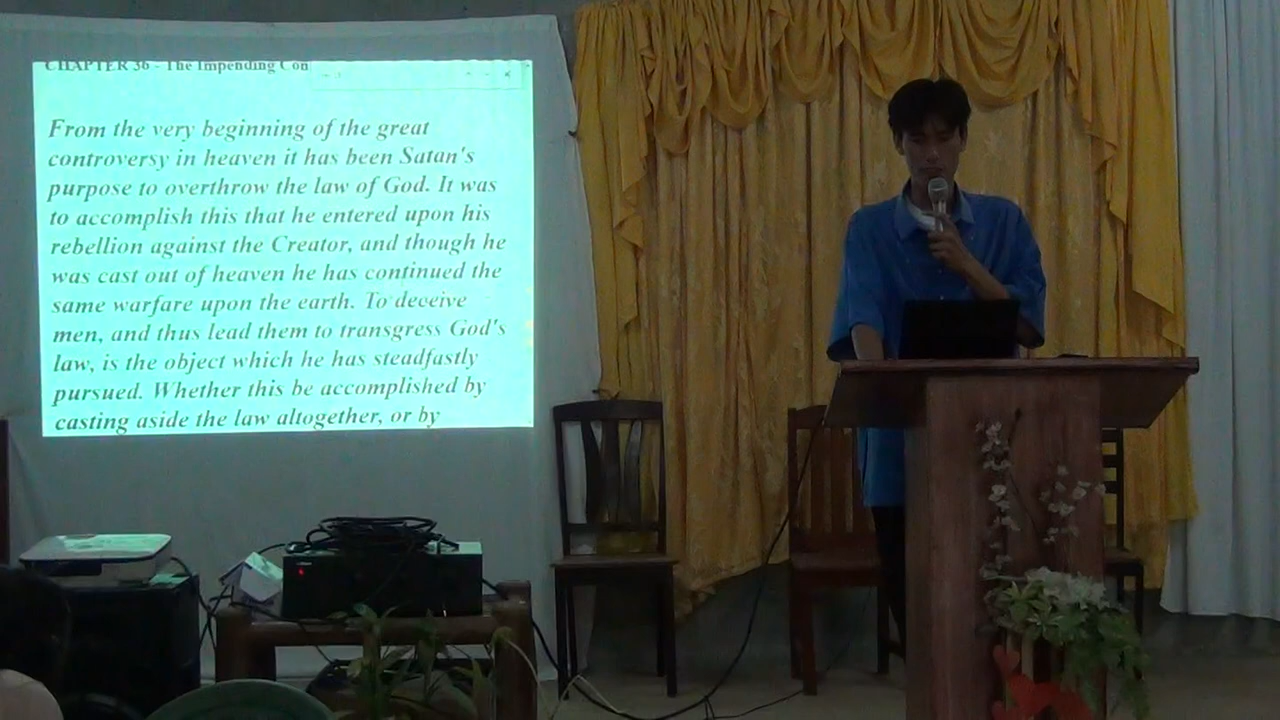 CHAPTER 36 - The Impending Con
From the very beginning of the great
controversy in heaven it has been Satan's
purpose to overthrow the law of God. It was
to accomplish this that he entered upon his
rebellion against the Creator, and though he
was cast out of heaven he has continued the
same warfare upon the earth. To deceive
men, and thus lead them to transgress God's
law, is the object which he has steadfastly
pursued. Whether this be accomplished by
casting aside the law altogether, or by